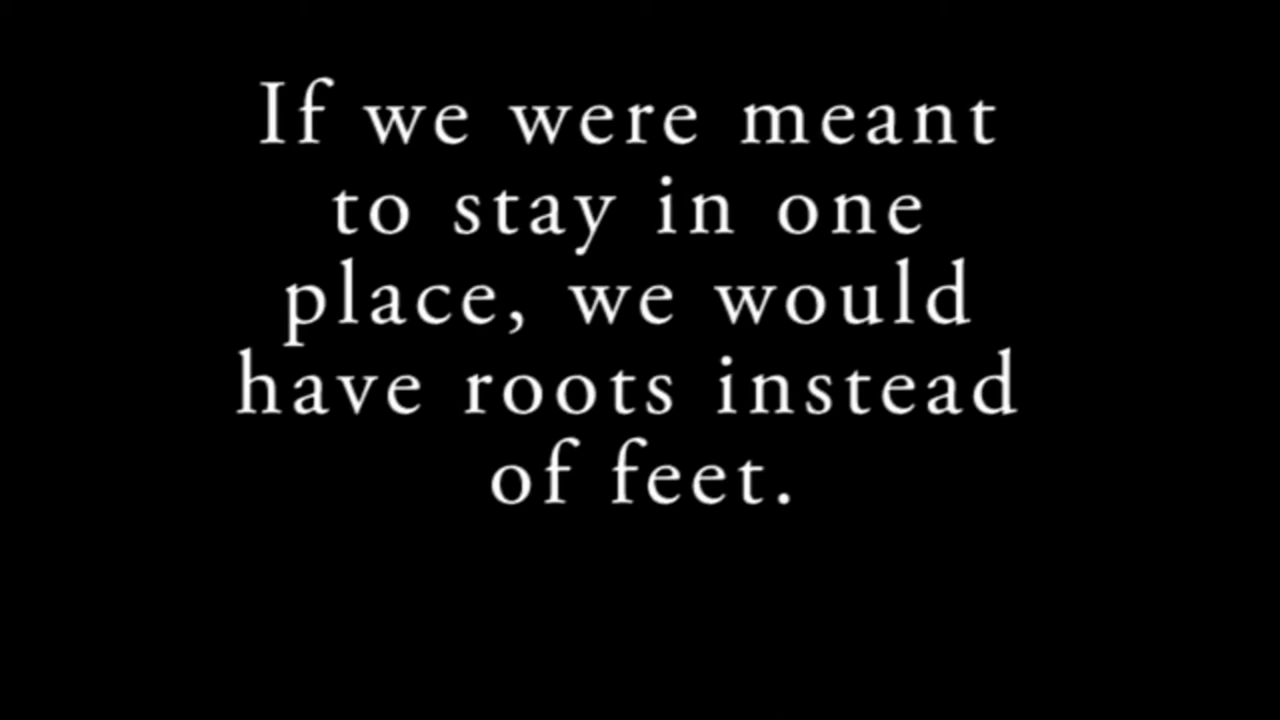 If we were meant
to stay in one
place, we would
have roots instead
of feet.